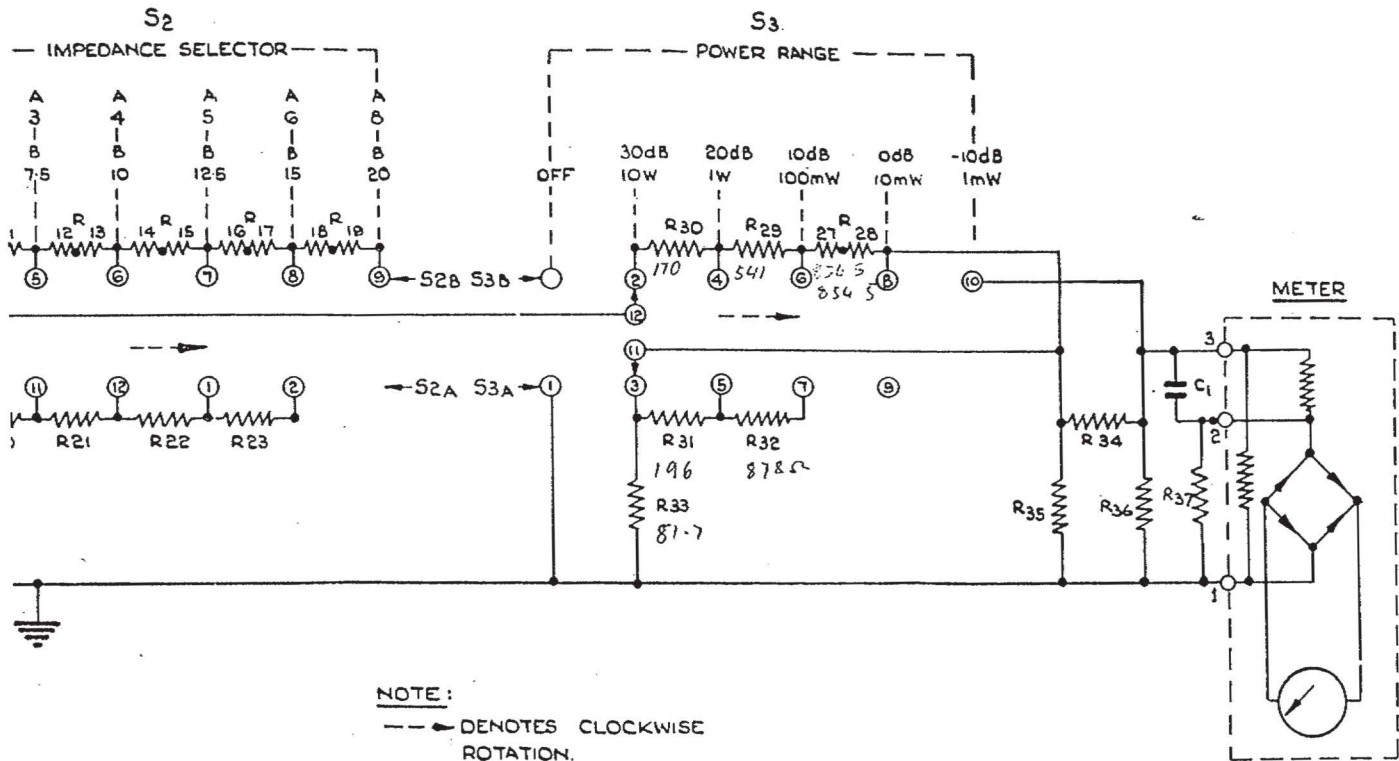 S2
IMPEDANCE SELECTOR
S3.
POWER RANGE
A A A A A
3 4 5 6 8
B B B B B
7·5 10 12·5 15 20
OFF
30dB 20dB 10dB 0dB -10dB
10W 1W 100mW 10mW 1mW
1 12 R 13 14 R 15 16 R 17 18 R 19
R30 R29 27 R 28
170 541
834 5
5 6 7 8 9
S2B S3B
2 4 6 8 10
12
METER
11
3
C1
11 12 1 2
S2A S3A
1 3 5 7 9
2
R21 R22 R23
R31 R32
196 878Ω
R34
R33
81·7
R35 R36 R37
1
NOTE:
DENOTES CLOCKWISE
ROTATION.